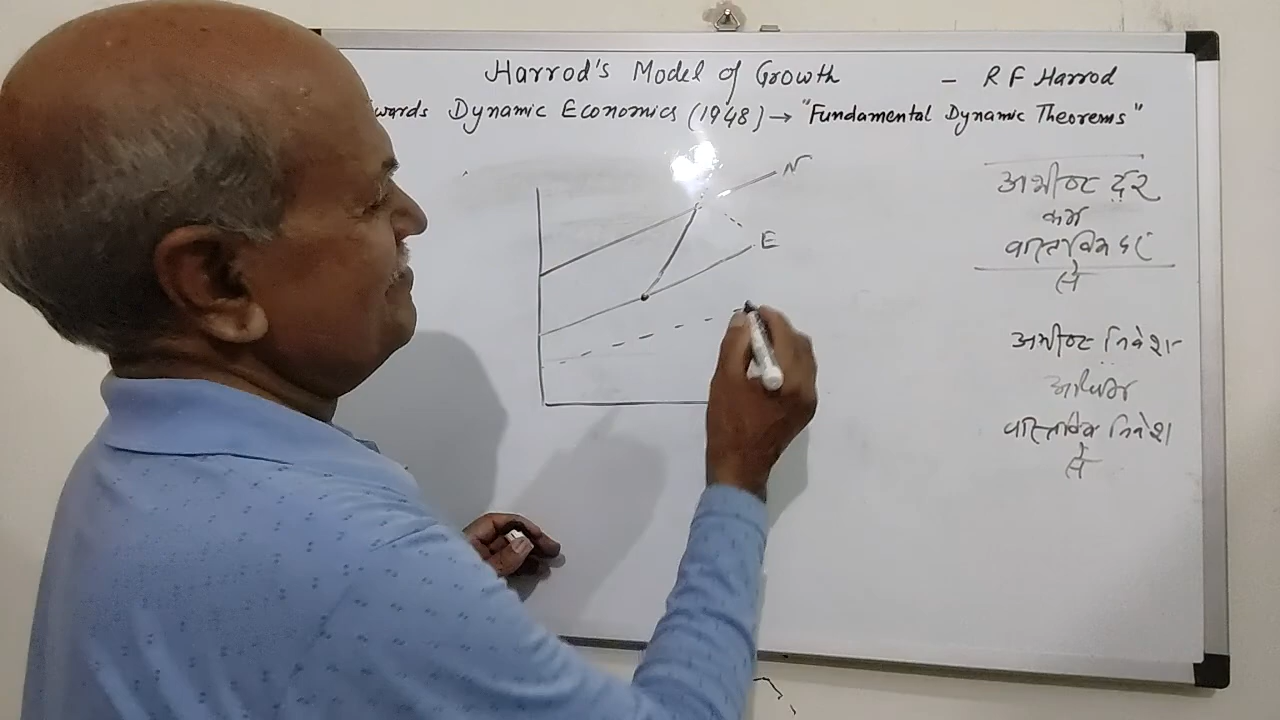 Harrod's Model of Growth – R F Harrod
wards Dynamic Economics (1948) → "Fundamental Dynamic Theorems"
N
E
अभीष्ट दर
कम
वास्तविक दर
से
अभीष्ट निवेश
अधिक
वास्तविक निवेश
से